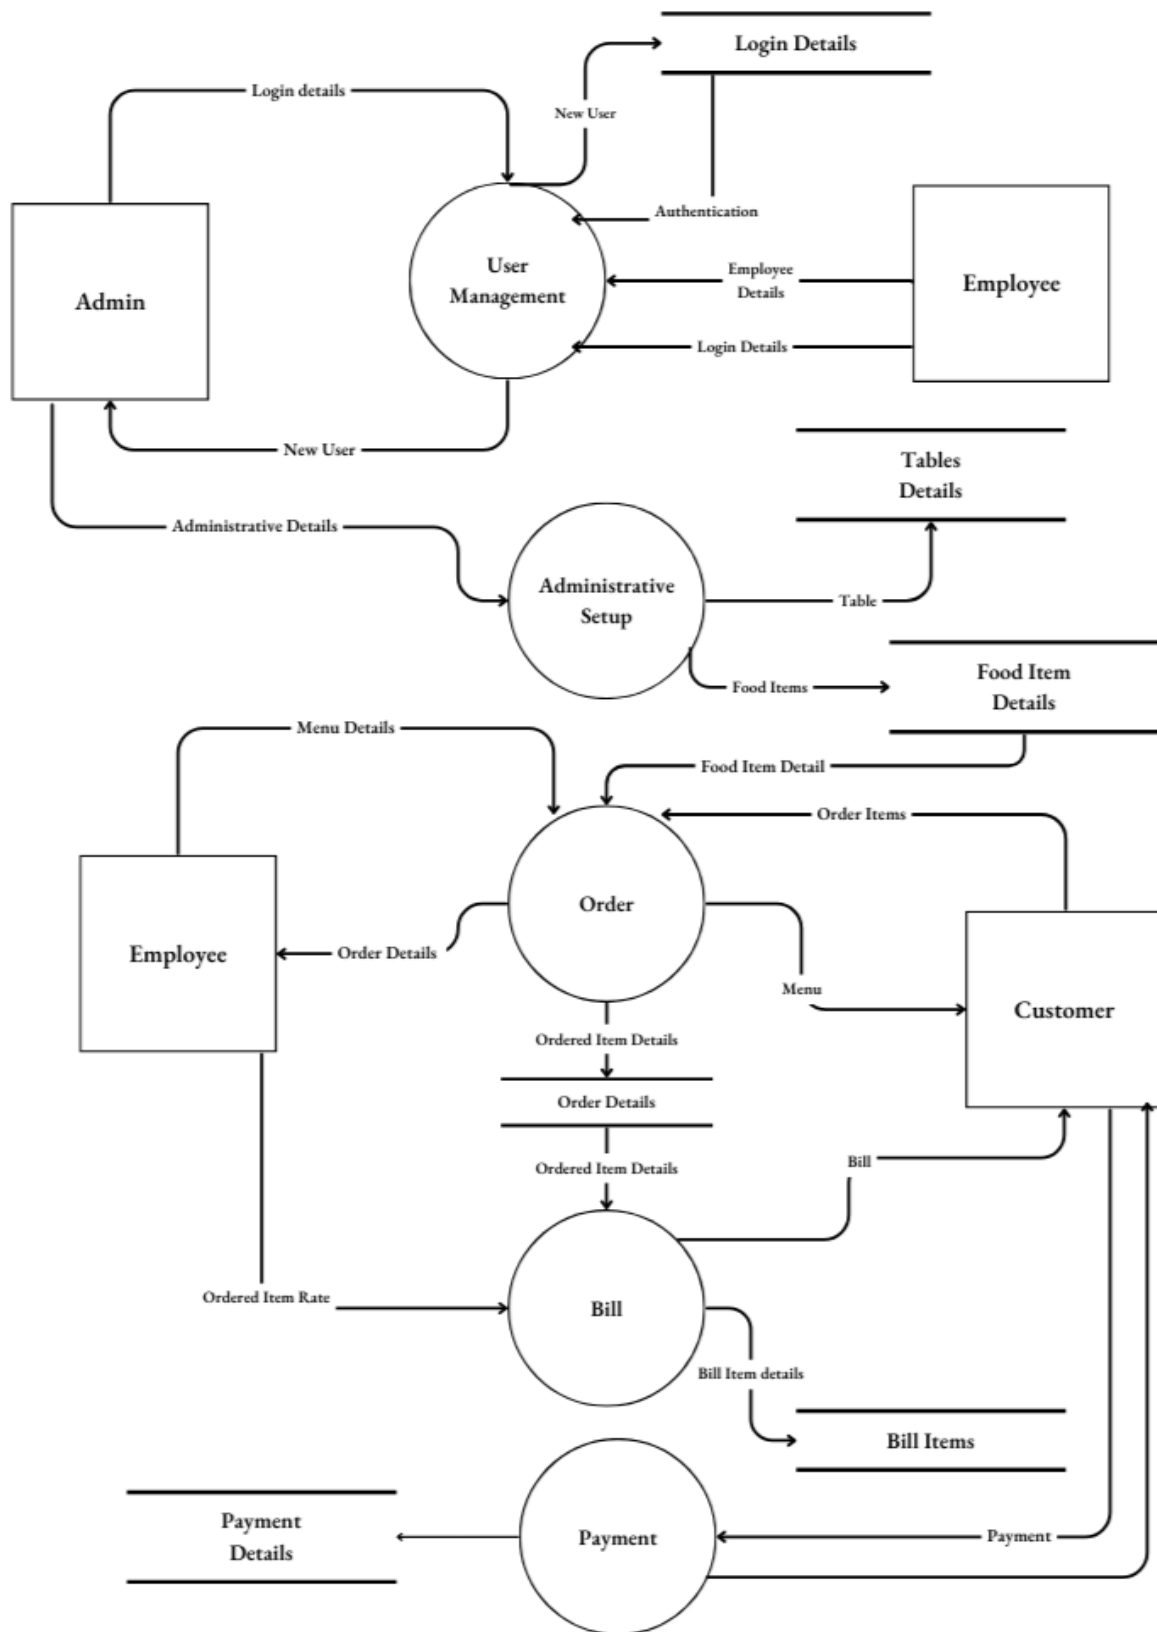 Login Details
Login details
New User
Authentication
User
Management
Employee
Details
Employee
Admin
Login Details
New User
Tables
Details
Administrative Details
Administrative
Setup
Table
Food Item
Details
Food Items
Menu Details
Food Item Detail
Order Items
Order
Employee
Order Details
Menu
Customer
Ordered Item Details
Order Details
Ordered Item Details
Bill
Ordered Item Rate
Bill
Bill Item details
Bill Items
Payment
Details
Payment
Payment